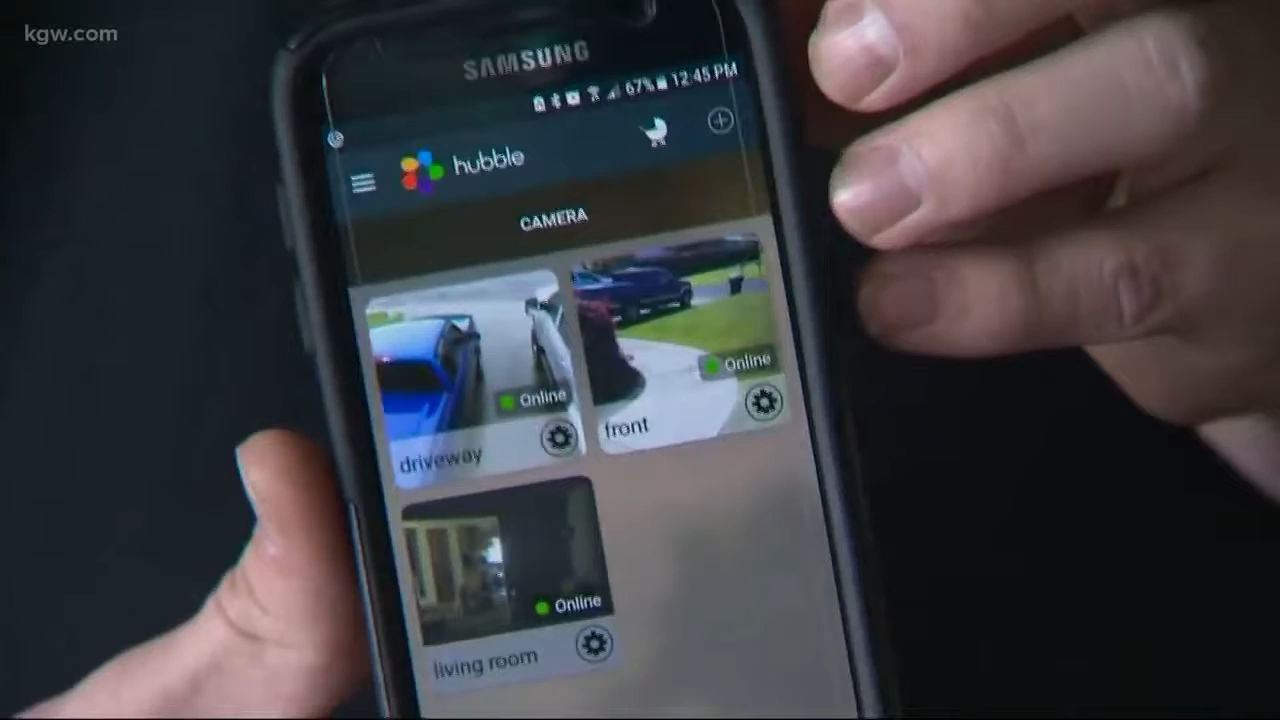 kgw.com
SAMSUNG
67% 12:45 PM
hubble
CAMERA
Online
driveway
Online
front
Online
living room